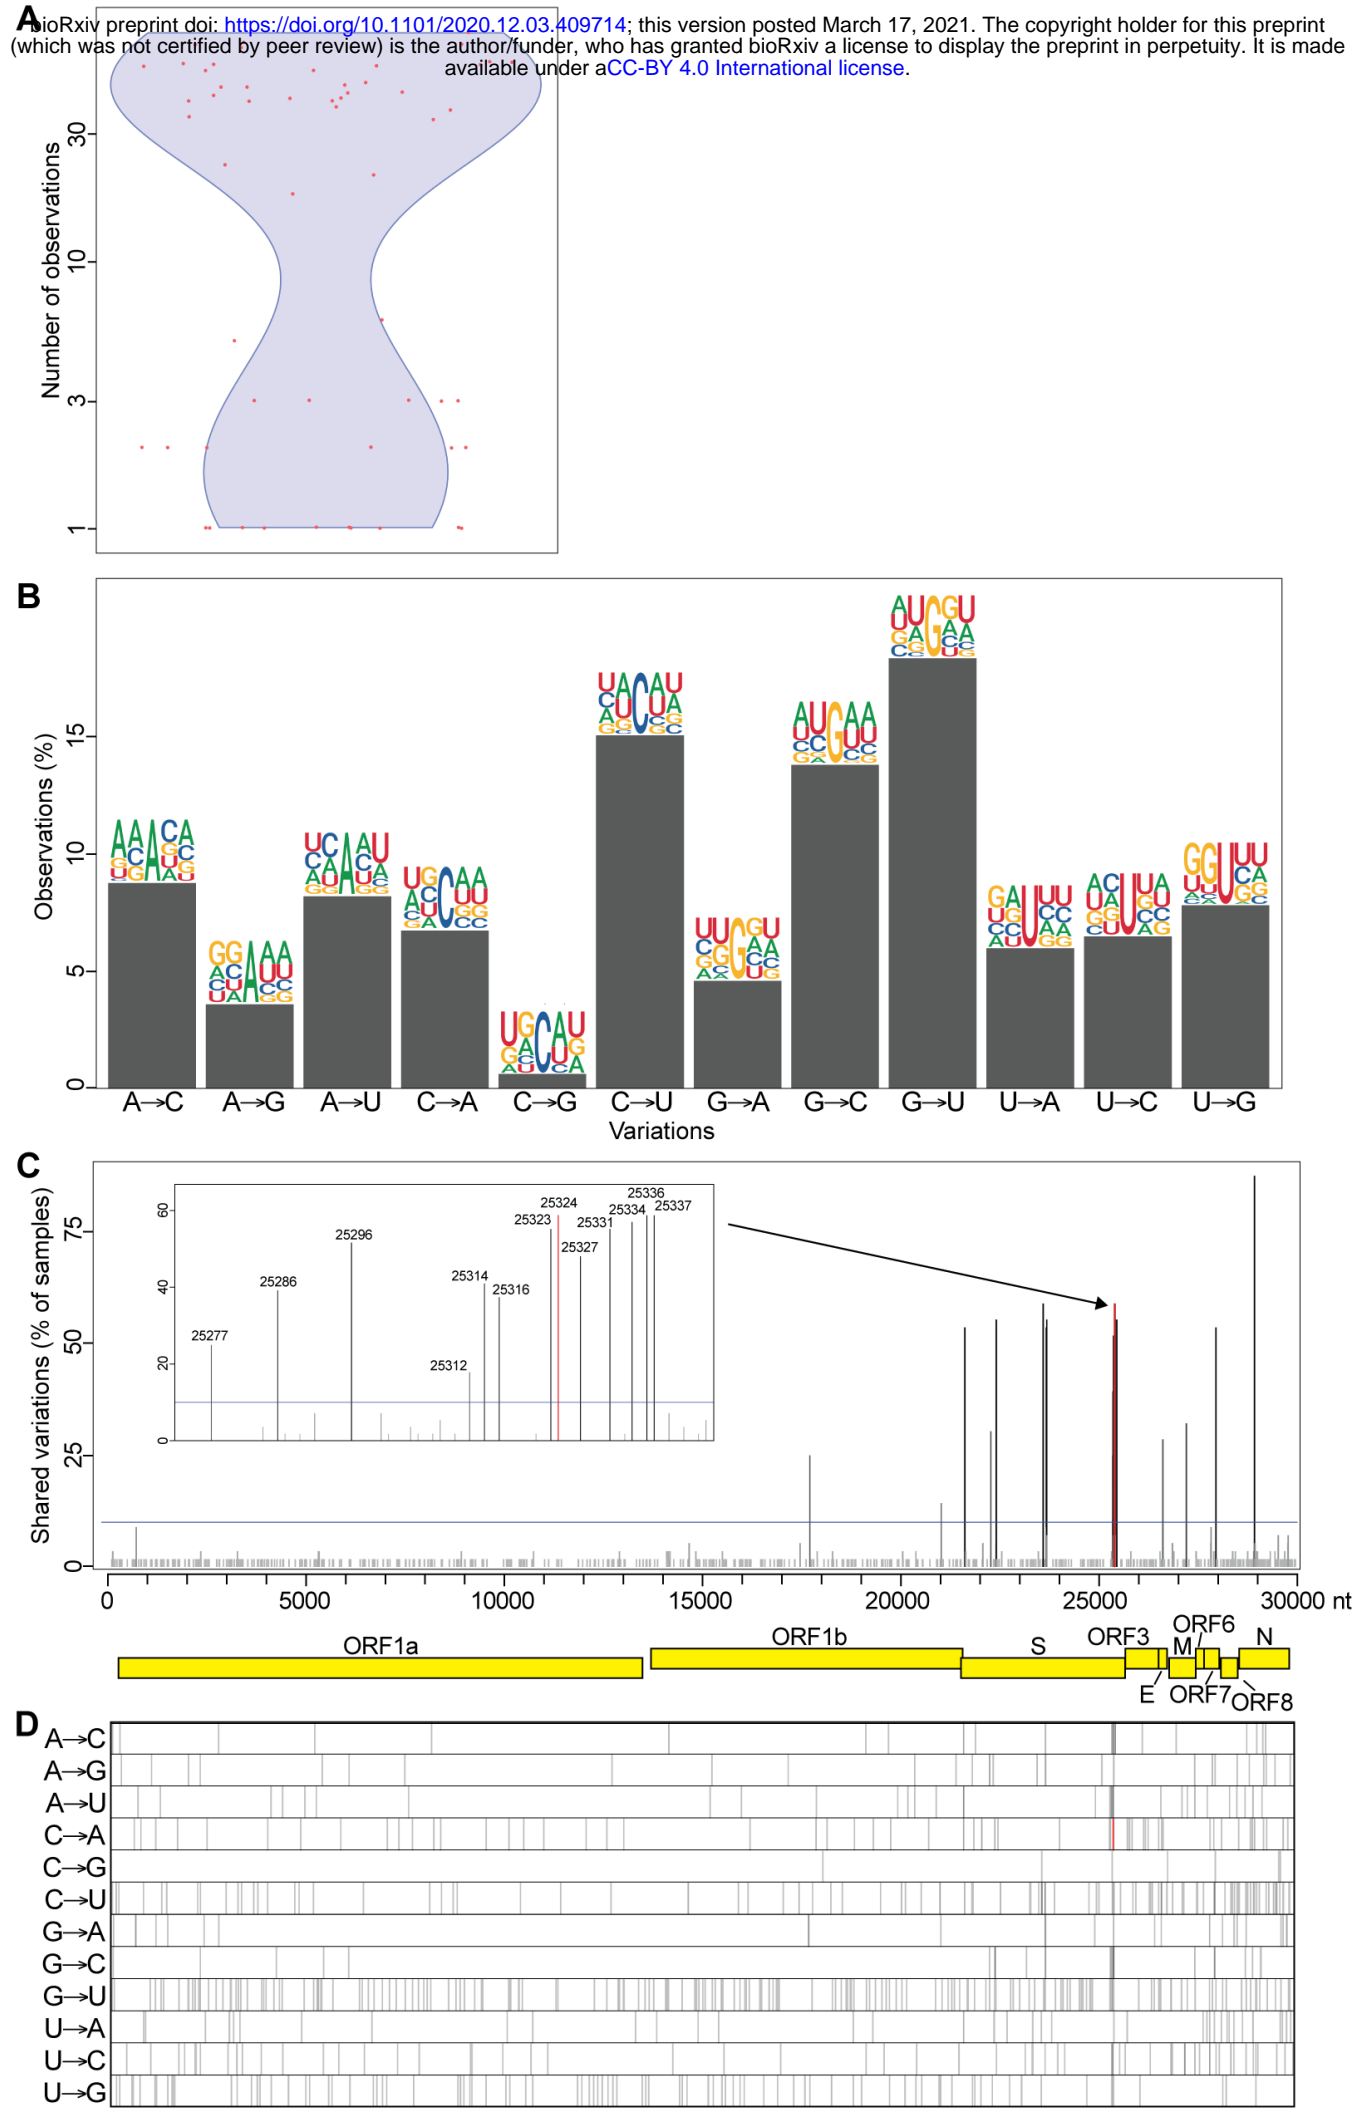 A
bioRxiv preprint doi: https://doi.org/10.1101/2020.12.03.409714; this version posted March 17, 2021. The copyright holder for this preprint
(which was not certified by peer review) is the author/funder, who has granted bioRxiv a license to display the preprint in perpetuity. It is made
available under aCC-BY 4.0 International license.
Number of observations
30
10
3
1
B
Observations (%)
15
10
5
0
A→C A→G A→U C→A C→G C→U G→A G→C G→U U→A U→C U→G
Variations
C
Shared variations (% of samples)
75
50
25
0
60
40
20
0
25277
25286
25296
25312
25314
25316
25323
25324
25327
25331
25334
25336
25337
0 5000 10000 15000 20000 25000 30000 nt
ORF1a
ORF1b
S
ORF3
E
M
ORF6
ORF7
ORF8
N
D
A→C
A→G
A→U
C→A
C→G
C→U
G→A
G→C
G→U
U→A
U→C
U→G